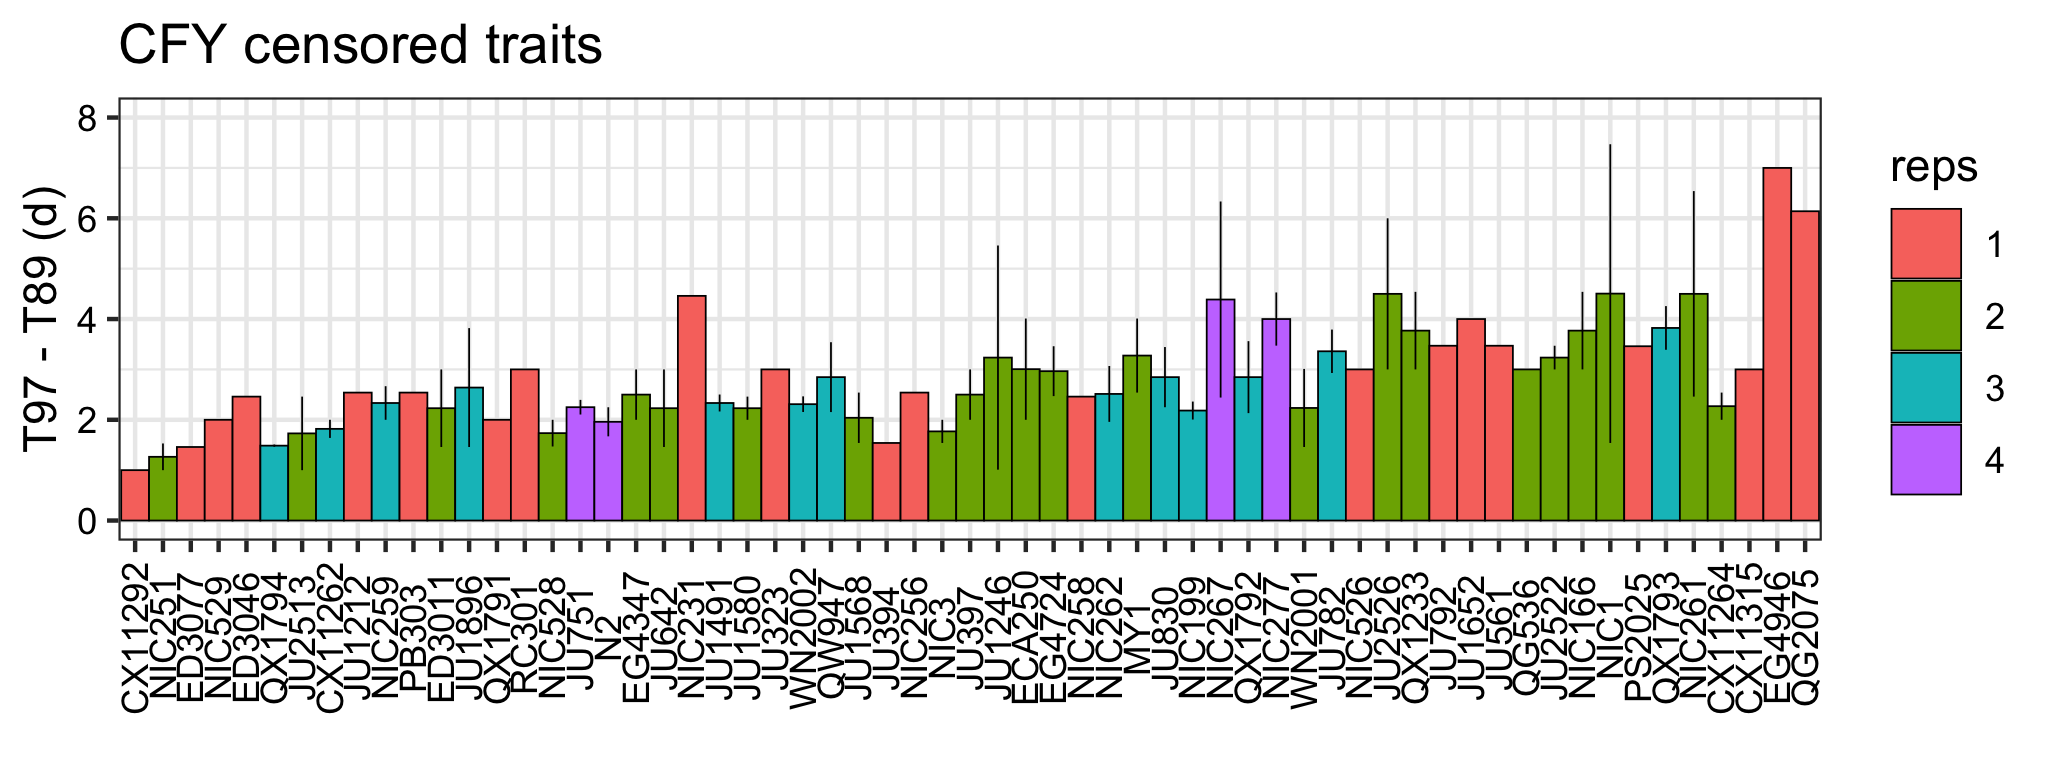 CFY censored traits
T97 - T89 (d)
8
6
4
2
0
CX11292
NIC251
ED3077
NIC529
ED3046
QX1794
JU2513
CX11262
JU1212
NIC259
PB303
ED3011
JU1896
QX1791
RC301
NIC528
JU751
N2
EG4347
JU642
NIC231
JU1491
JU1580
JU323
WN2002
QW947
JU1568
JU394
NIC256
NIC3
JU397
JU1246
ECA250
EG4724
NIC258
NIC262
MY1
JU830
NIC199
NIC267
QX1792
NIC277
WN2001
JU782
NIC526
JU2526
QX1233
JU792
JU1652
JU561
QG536
JU2522
NIC166
NIC1
PS2025
QX1793
NIC261
CX11264
CX11315
EG4946
QG2075
reps
1
2
3
4